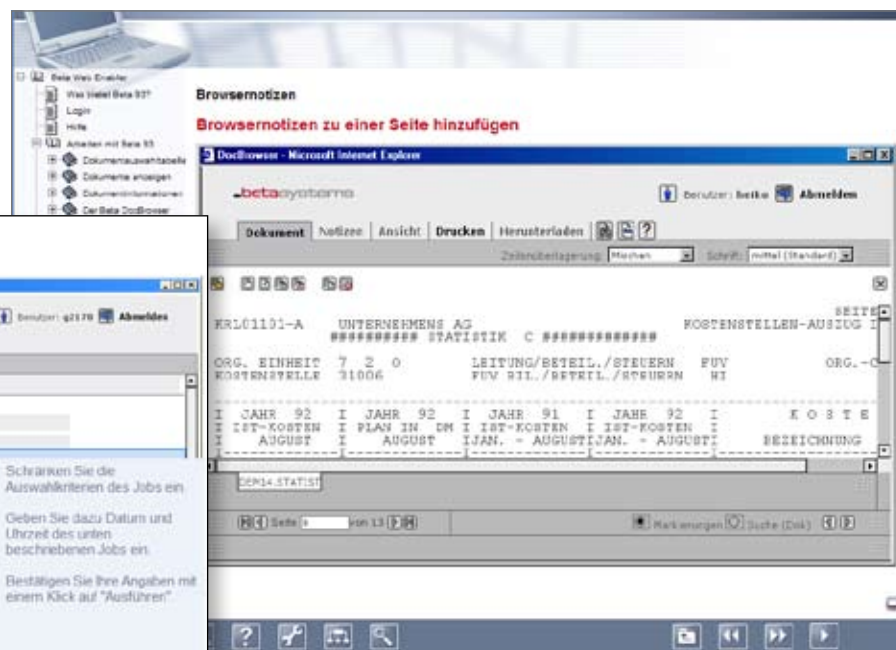 Beta Web Enabler
Was bietet Beta 93?
Login
Hilfe
Arbeiten mit Beta 93
Dokumentauswahltabelle
Dokumente anzeigen
Dokumentinformationen
Der Beta DocBrowser
Browsernotizen
Browsernotizen zu einer Seite hinzufügen
DocBrowser - Microsoft Internet Explorer
betasystems
Benutzer: heike Abmelden
Dokument Notizen Ansicht Drucken Herunterladen
Zeilenüberlagerung: Mischen Schrift: mittel (Standard)
SEITE
KRL01101-A UNTERNEHMENS AG KOSTENSTELLEN-AUSZUG I
########## STATISTIK C #############
ORG. EINHEIT 7 2 0 LEITUNG/BETEIL./STEUERN FUV ORG.-C
KOSTENSTELLE 31006 FUV BIL./BETEIL./STEUERN HI
I JAHR 92 I JAHR 92 I JAHR 91 I JAHR 92 I K O S T E
I IST-KOSTEN I PLAN IN DM I IST-KOSTEN I IST-KOSTEN I
I AUGUST I AUGUST IJAN. - AUGUSTIJAN. - AUGUSTI BEZEICHNUNG
DEM14.STATIST
Seite von 13
Markierungen Suche (Dok)
Benutzer: g2170 Abmelden
Schränken Sie die
Auswahlkriterien des Jobs ein.
Geben Sie dazu Datum und
Uhrzeit des unten
beschriebenen Jobs ein.
Bestätigen Sie Ihre Angaben mit
einem Klick auf "Ausführen"